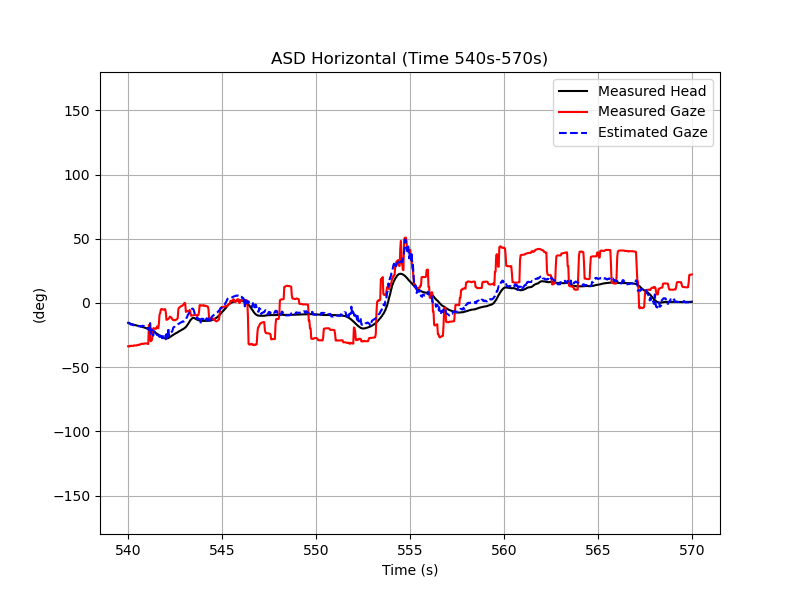 ASD Horizontal (Time 540s-570s)
Measured Head
Measured Gaze
Estimated Gaze
150
100
50
0
−50
−100
−150
(deg)
540 545 550 555 560 565 570
Time (s)